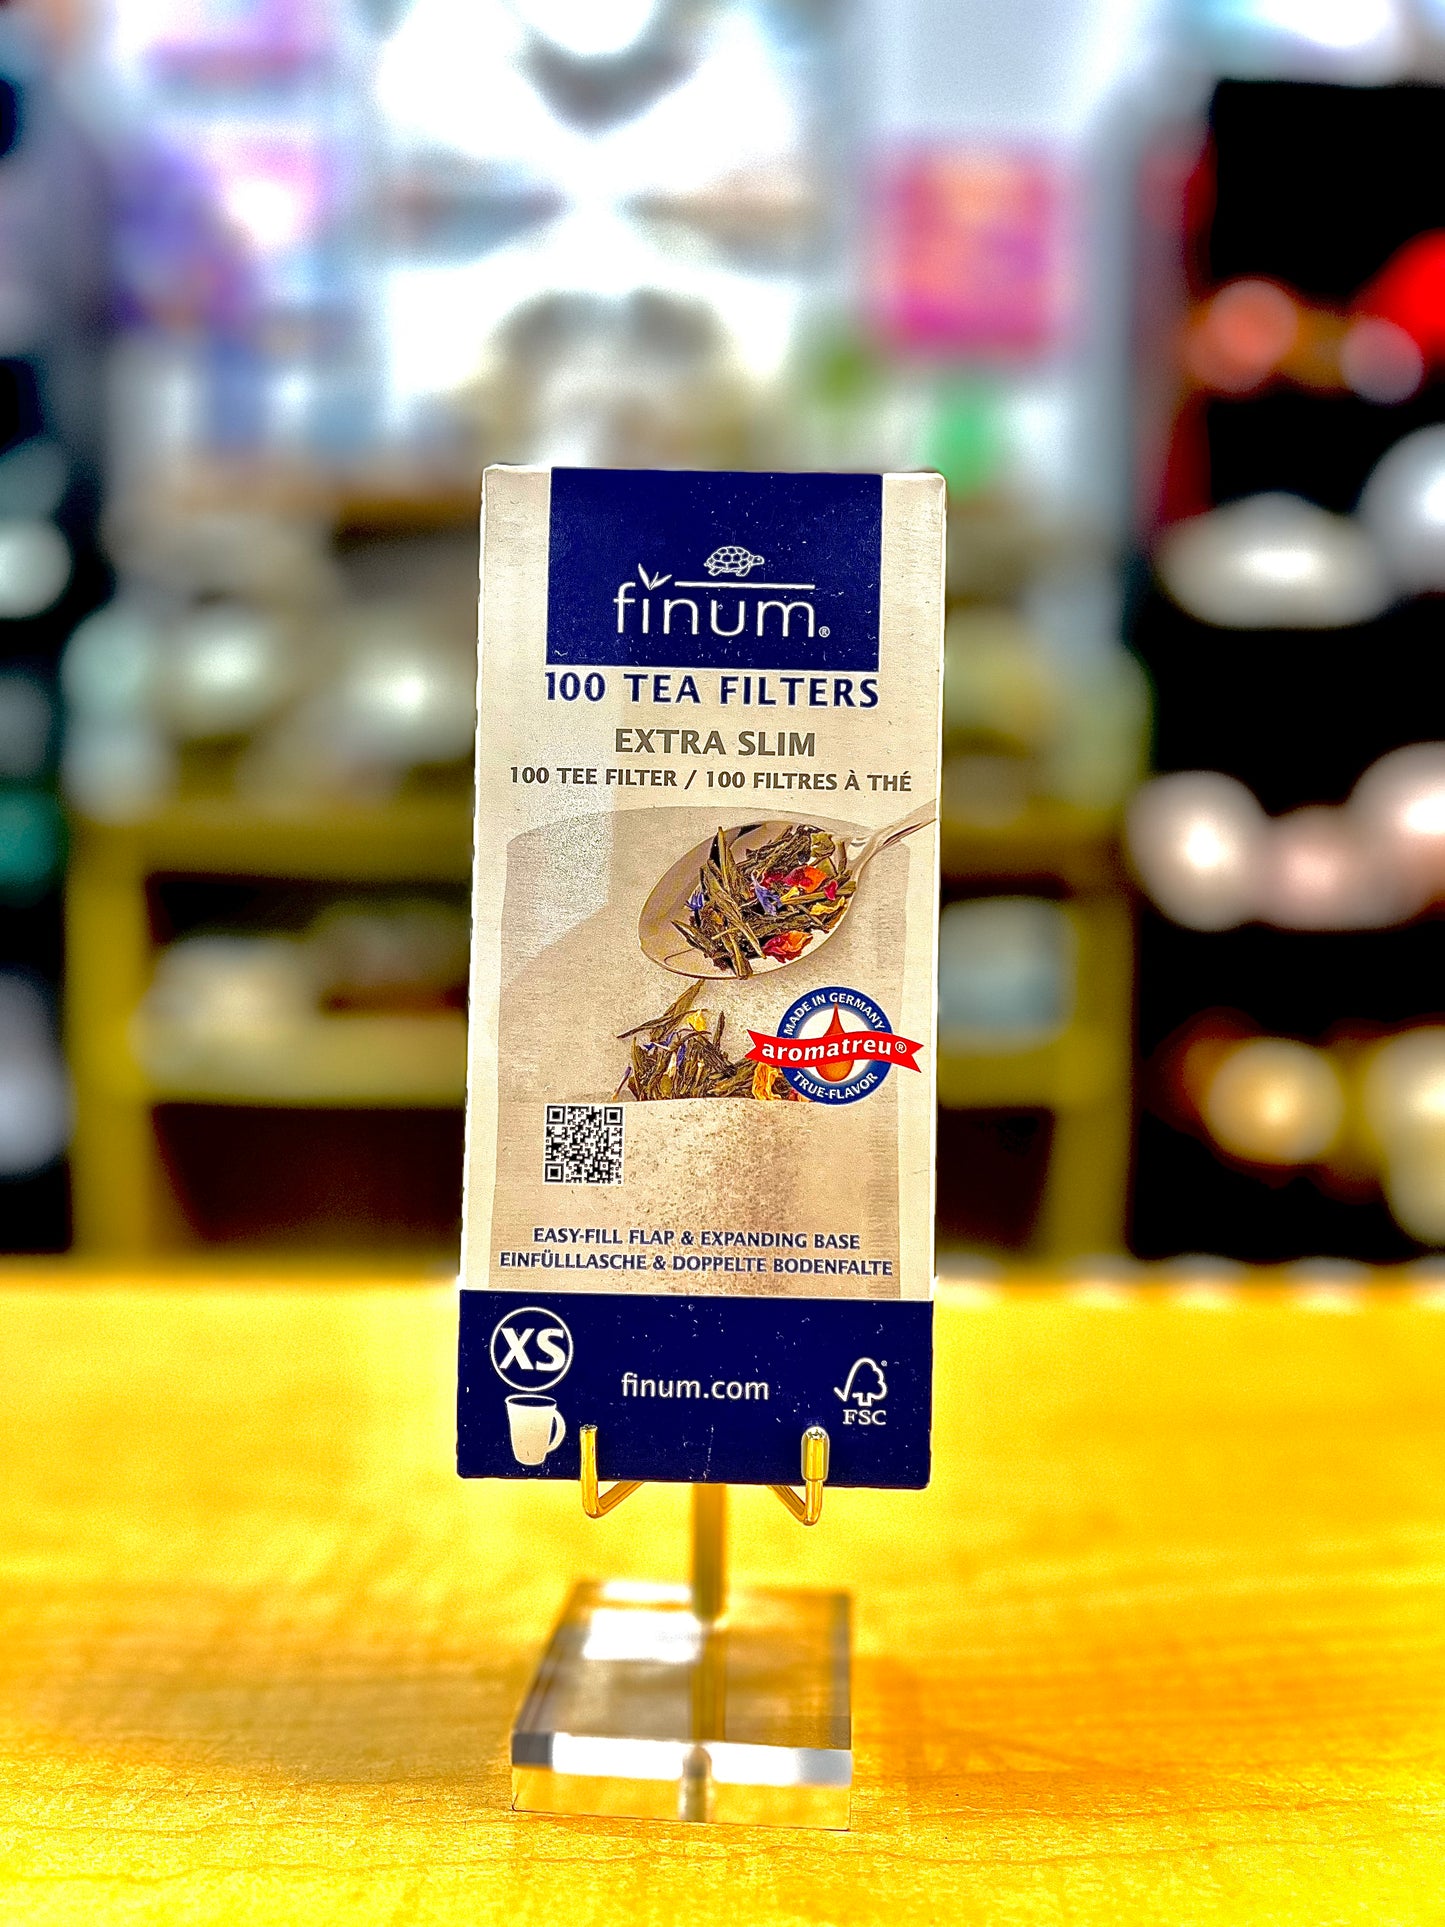 finum®
100 TEA FILTERS
EXTRA SLIM
100 TEE FILTER / 100 FILTRES À THÉ
MADE IN GERMANY
aromatreu®
TRUE-FLAVOR
EASY-FILL FLAP & EXPANDING BASE
EINFÜLLLASCHE & DOPPELTE BODENFALTE
XS
finum.com
FSC